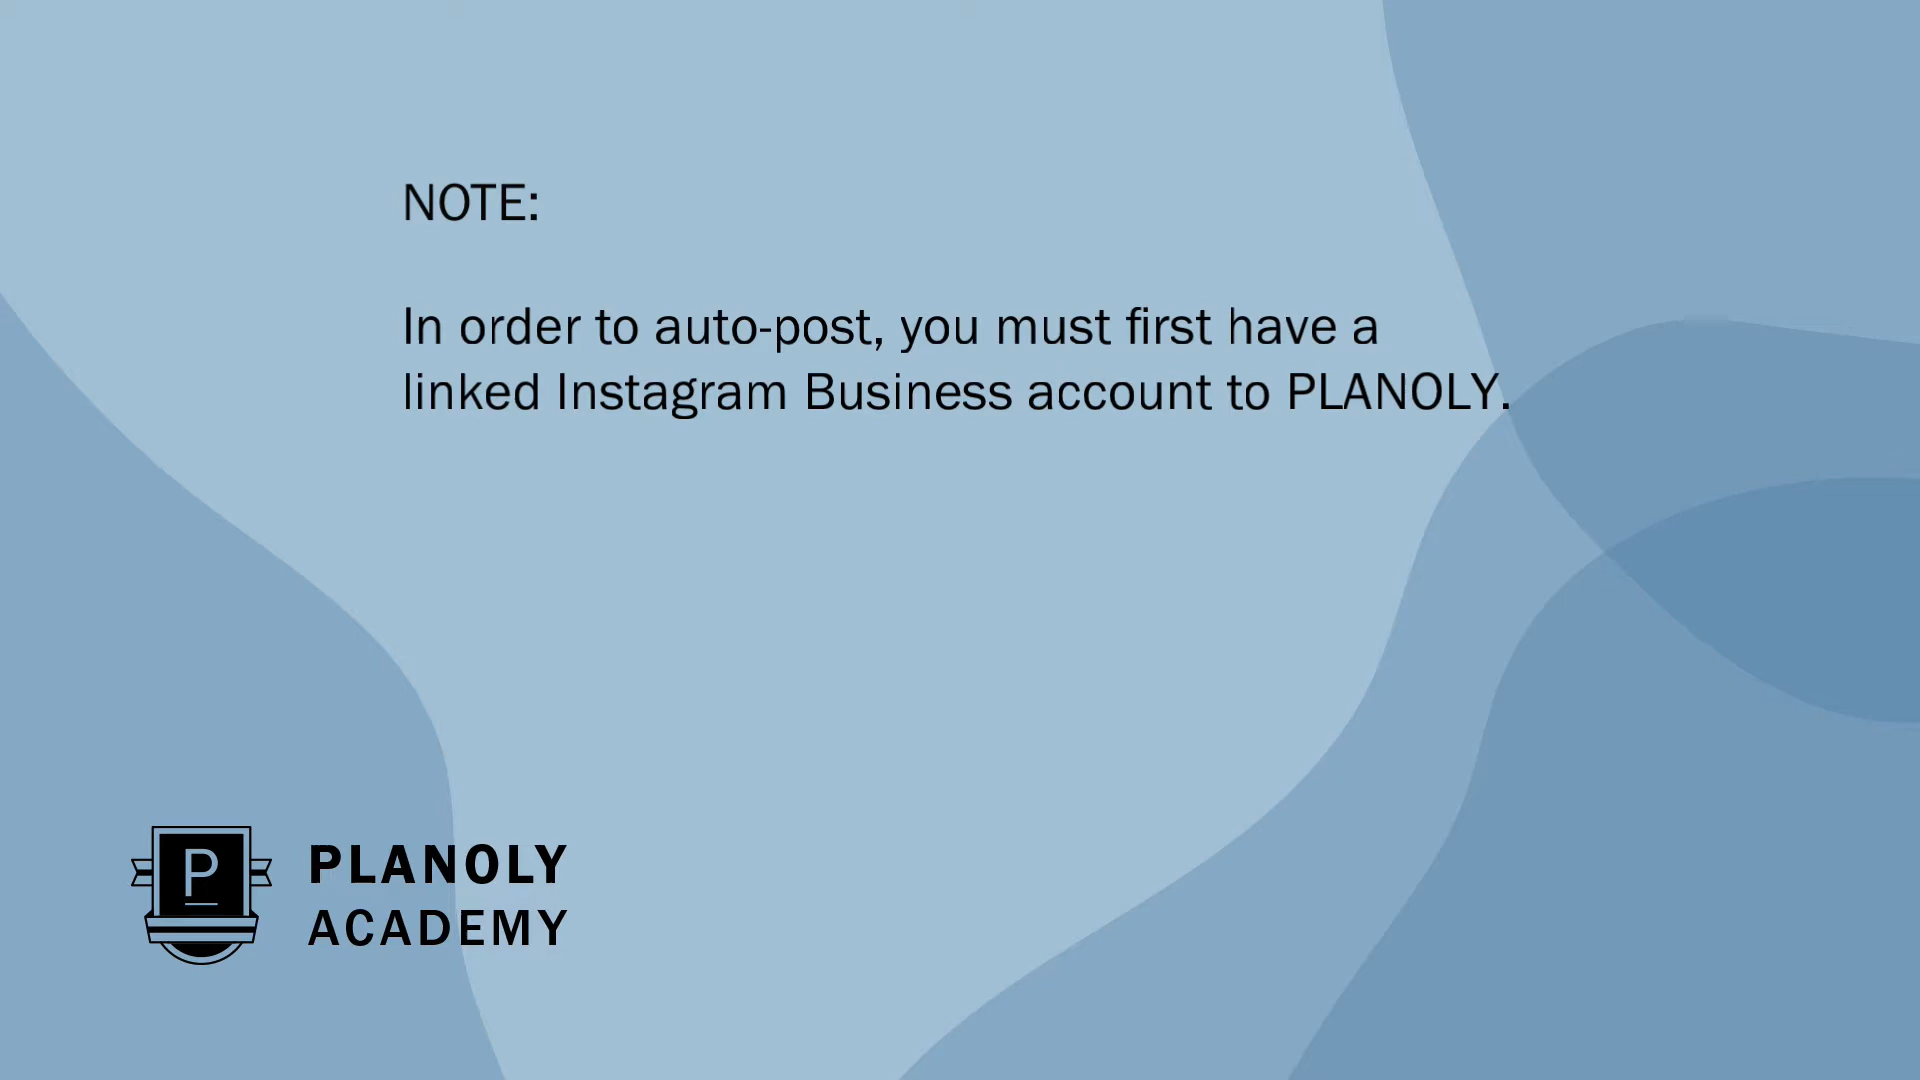 NOTE:
In order to auto-post, you must first have a
linked Instagram Business account to PLANOLY.
P
PLANOLY
ACADEMY